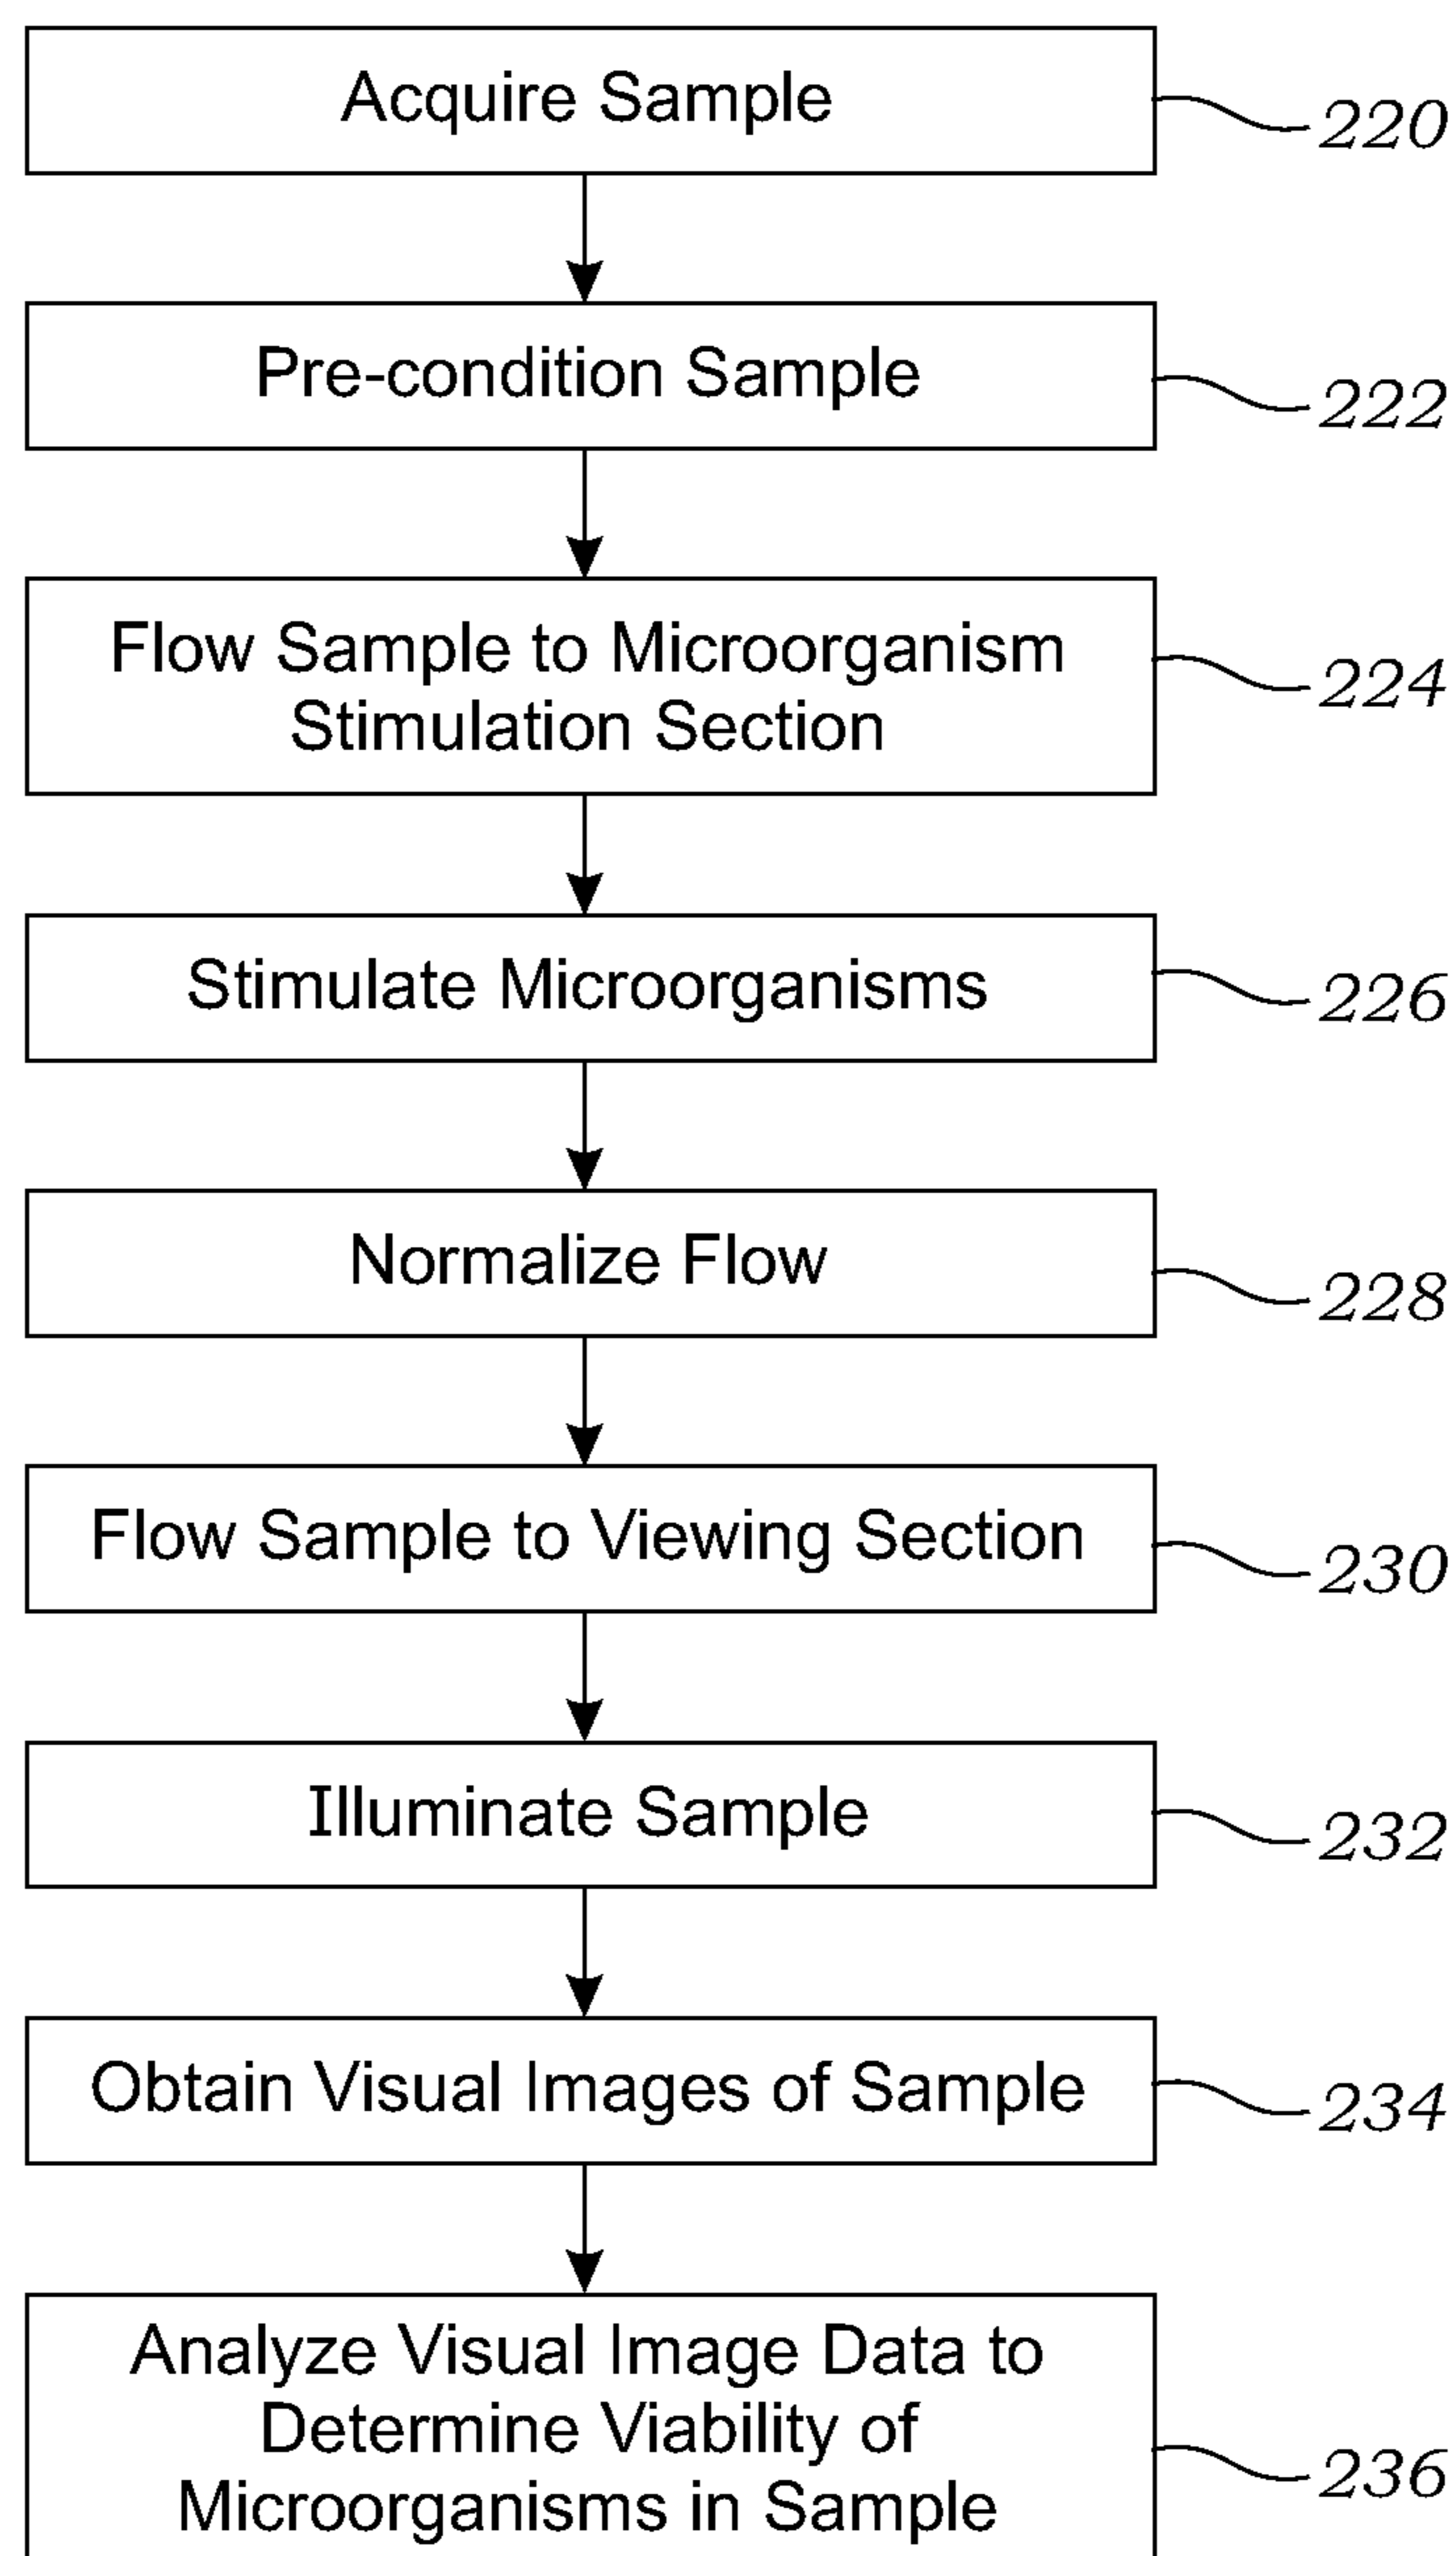 Acquire Sample
220
Pre-condition Sample
222
Flow Sample to Microorganism
Stimulation Section
224
Stimulate Microorganisms
226
Normalize Flow
228
Flow Sample to Viewing Section
230
Illuminate Sample
232
Obtain Visual Images of Sample
234
Analyze Visual Image Data to
Determine Viability of
Microorganisms in Sample
236